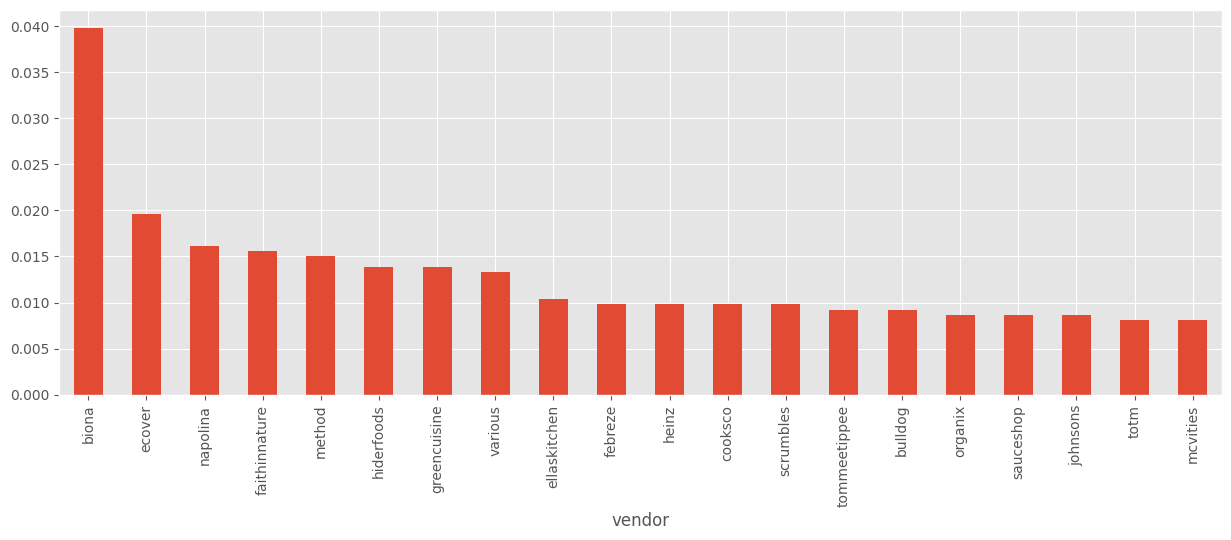 0.040
0.035
0.030
0.025
0.020
0.015
0.010
0.005
0.000
biona
ecover
napolina
faithinnature
method
hiderfoods
greencuisine
various
ellaskitchen
febreze
heinz
cooksco
scrumbles
tommeetippee
bulldog
organix
sauceshop
johnsons
totm
mcvities
vendor